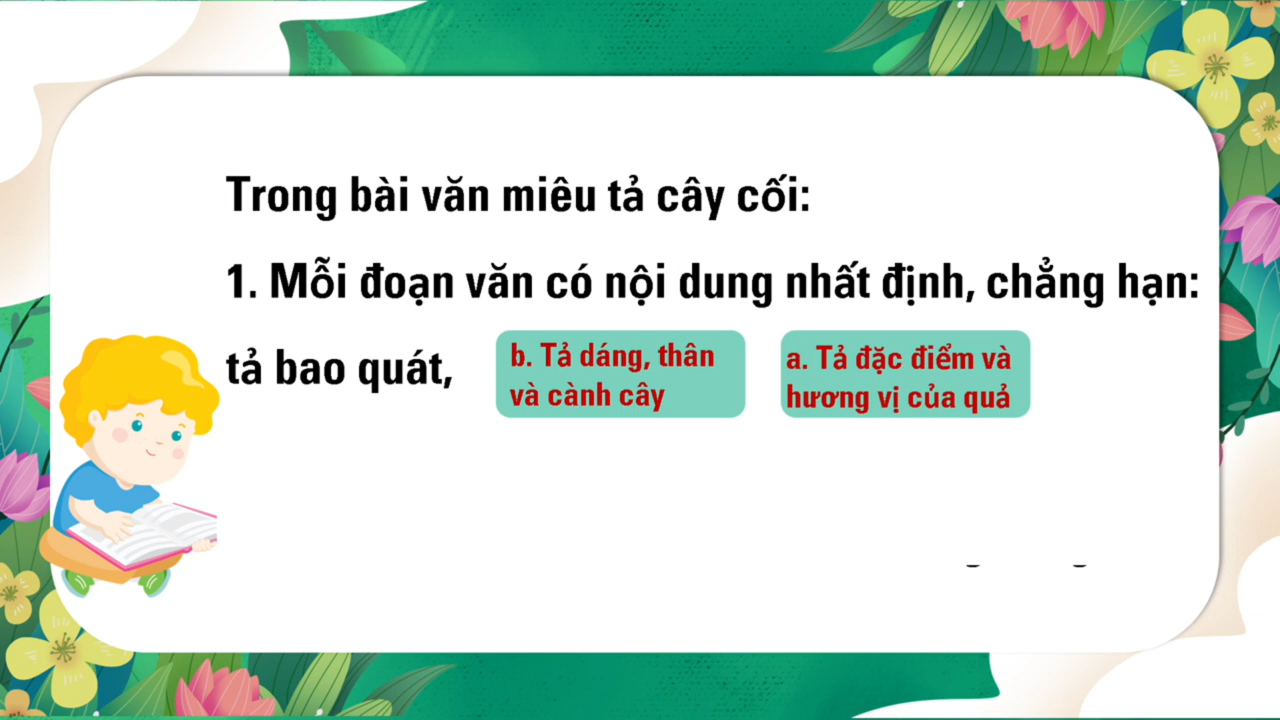 Trong bài văn miêu tả cây cối:
1. Mỗi đoạn văn có nội dung nhất định, chẳng hạn:
tả bao quát,
b. Tả dáng, thân
và cành cây
a. Tả đặc điểm và
hương vị của quả